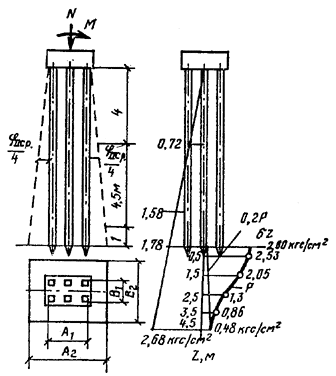 N
M
4
φIIср.
4
φIIср.
4
4,5м
1
B1
B2
A1
A2
0,72
1,58
0,2P
σz
1,78
2,80 кгс/см²
0,5
2,53
1,5
2,05
P
2,5
1,3
3,5
0,86
4,5
0,48 кгс/см²
2,68 кгс/см²
Z, м